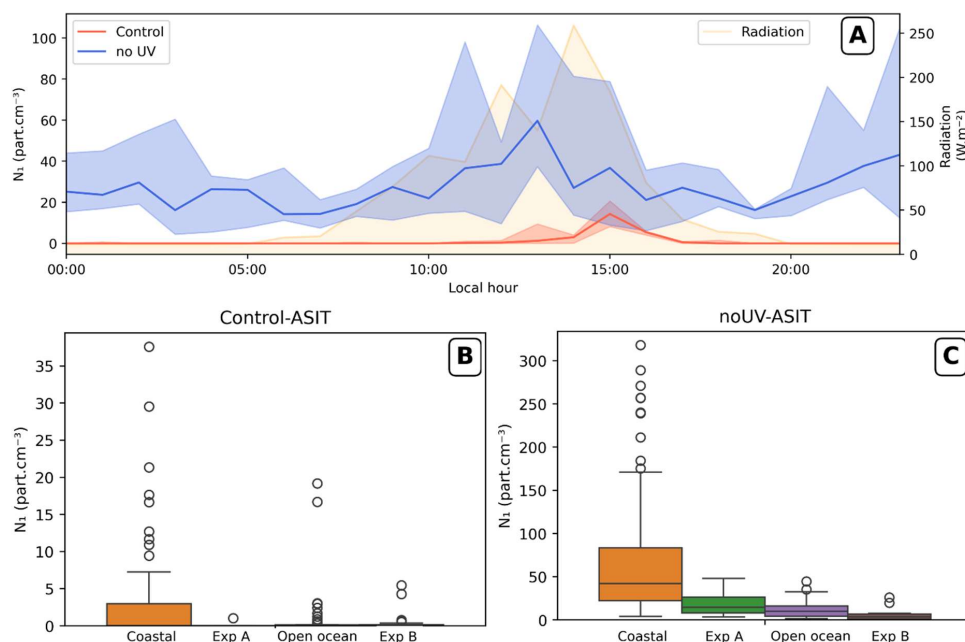 Control
no UV
Radiation
A
N₁ (part.cm⁻³)
100
80
60
40
20
0
250
200
150
100
50
0
Radiation
(W.m⁻²)
00:00 05:00 10:00 15:00 20:00
Local hour
Control-ASIT
B
N₁ (part.cm⁻³)
35
30
25
20
15
10
5
0
Coastal Exp A Open ocean Exp B
noUV-ASIT
C
N₁ (part.cm⁻³)
300
250
200
150
100
50
0
Coastal Exp A Open ocean Exp B